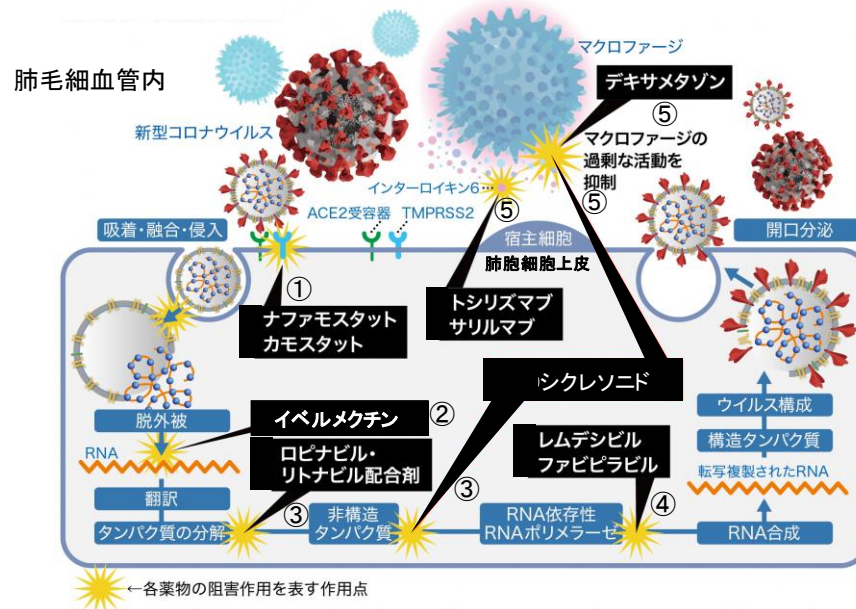 肺毛細血管内
マクロファージ
デキサメタゾン
⑤
新型コロナウイルス
マクロファージの
過剰な活動を
抑制
インターロイキン6…
⑤
⑤
ACE2受容器
TMPRSS2
吸着・融合・侵入
宿主細胞
肺胞細胞上皮
開口分泌
①
ナファモスタット
カモスタット
トシリズマブ
サリルマブ
シクレソニド
脱外被
イベルメクチン
②
ウイルス構成
RNA
ロピナビル・
リトナビル配合剤
レムデシビル
ファビピラビル
構造タンパク質
転写複製されたRNA
翻訳
③
③
④
タンパク質の分解
非構造
タンパク質
RNA依存性
RNAポリメラーゼ
RNA合成
←各薬物の阻害作用を表す作用点